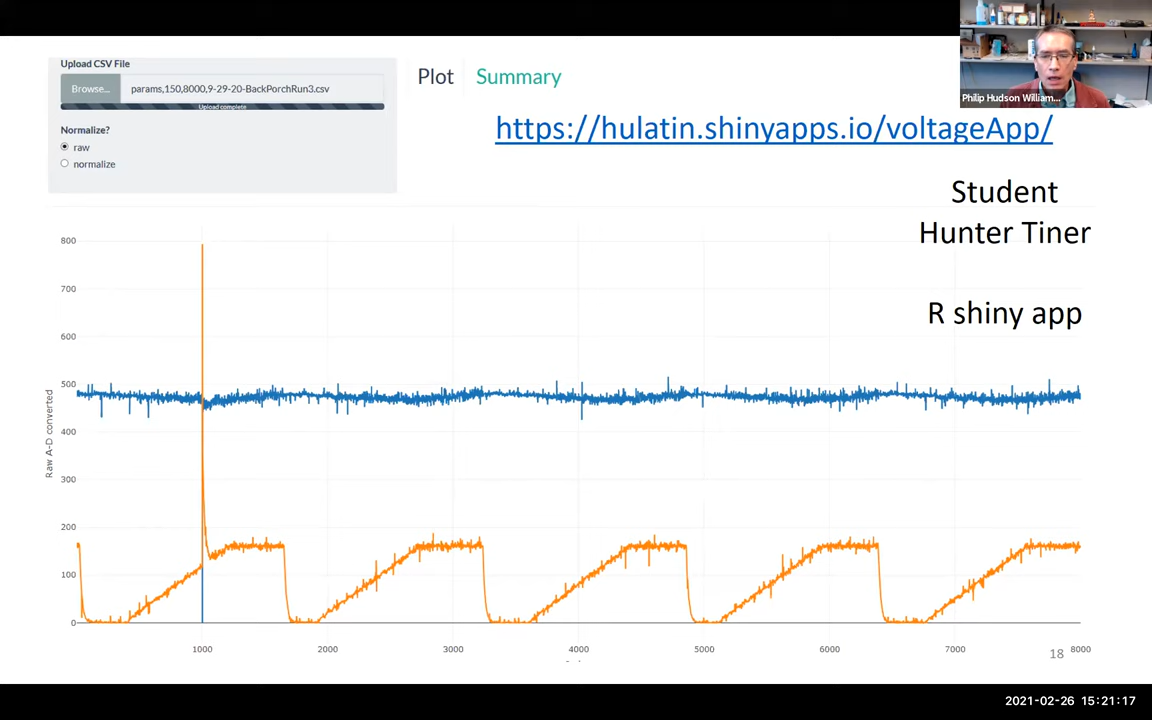 Upload CSV File
Browse...
params,150,8000,9-29-20-BackPorchRun3.csv
Upload complete
Normalize?
raw
normalize
Plot
Summary
https://hulatin.shinyapps.io/voltageApp/
Philip Hudson William...
Student
Hunter Tiner
R shiny app
Raw A-D converted
800
700
600
500
400
300
200
100
0
1000
2000
3000
4000
5000
6000
7000
8000
18
2021-02-26 15:21:17